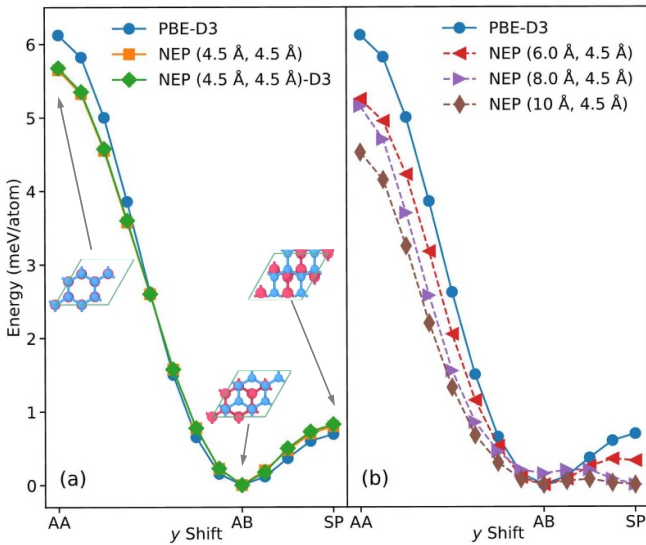 PBE-D3
NEP (4.5 Å, 4.5 Å)
NEP (4.5 Å, 4.5 Å)-D3
6
5
4
3
2
1
0
Energy (meV/atom)
(a)
AA
AB
SP
y Shift
PBE-D3
NEP (6.0 Å, 4.5 Å)
NEP (8.0 Å, 4.5 Å)
NEP (10 Å, 4.5 Å)
(b)
AA
AB
SP
y Shift